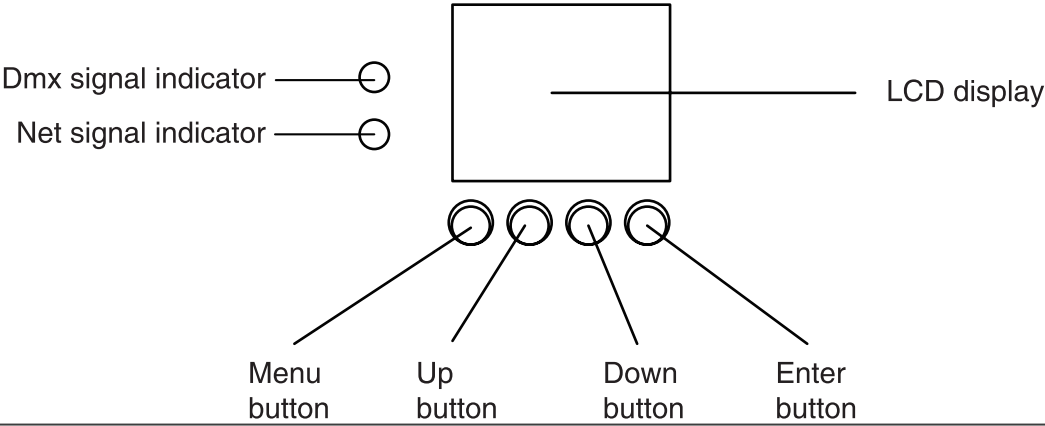 Dmx signal indicator
LCD display
Net signal indicator
Menu button
Up button
Down button
Enter button